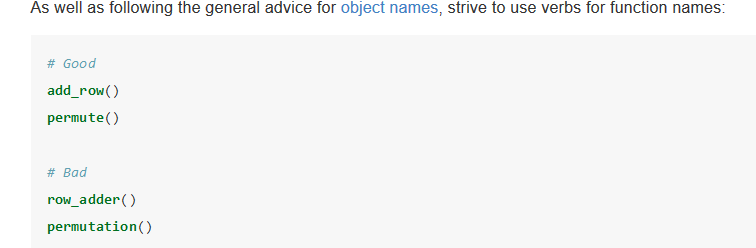 As well as following the general advice for object names, strive to use verbs for function names:
# Good
add_row()
permute()
# Bad
row_adder()
permutation()